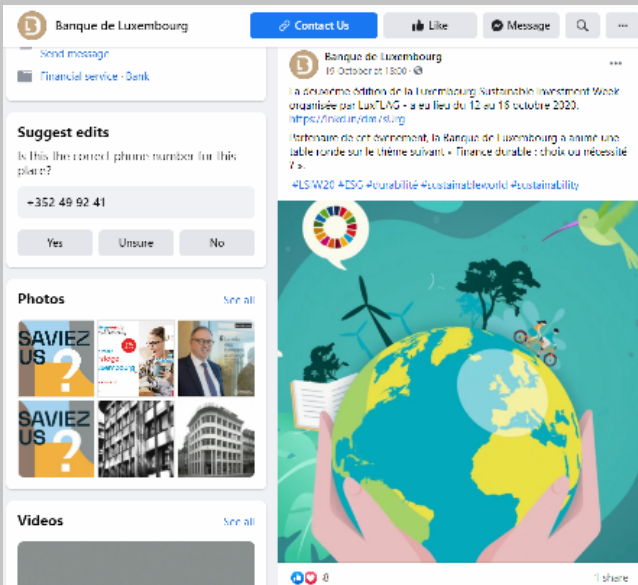 Banque de Luxembourg
Contact Us
Like
Message
Send message
Financial service · Bank
Suggest edits
Is this the correct phone number for this
place?
+352 49 92 41
Yes
Unsure
No
Photos
See all
SAVIEZ
US
?
SAVIEZ
US
?
Videos
See all
Banque de Luxembourg
19 October at 18:00 ·
La deuxième édition de la Luxembourg Sustainable Investment Week
organisée par LuxFLAG - a eu lieu du 12 au 16 octobre 2020.
Partenaire de cet événement, la Banque de Luxembourg a animé une
table ronde sur le thème suivant « Finance durable : choix ou nécessité
? ».
#LSIW20 #ESG #durabilité #sustainableworld #sustainability
8
1 share